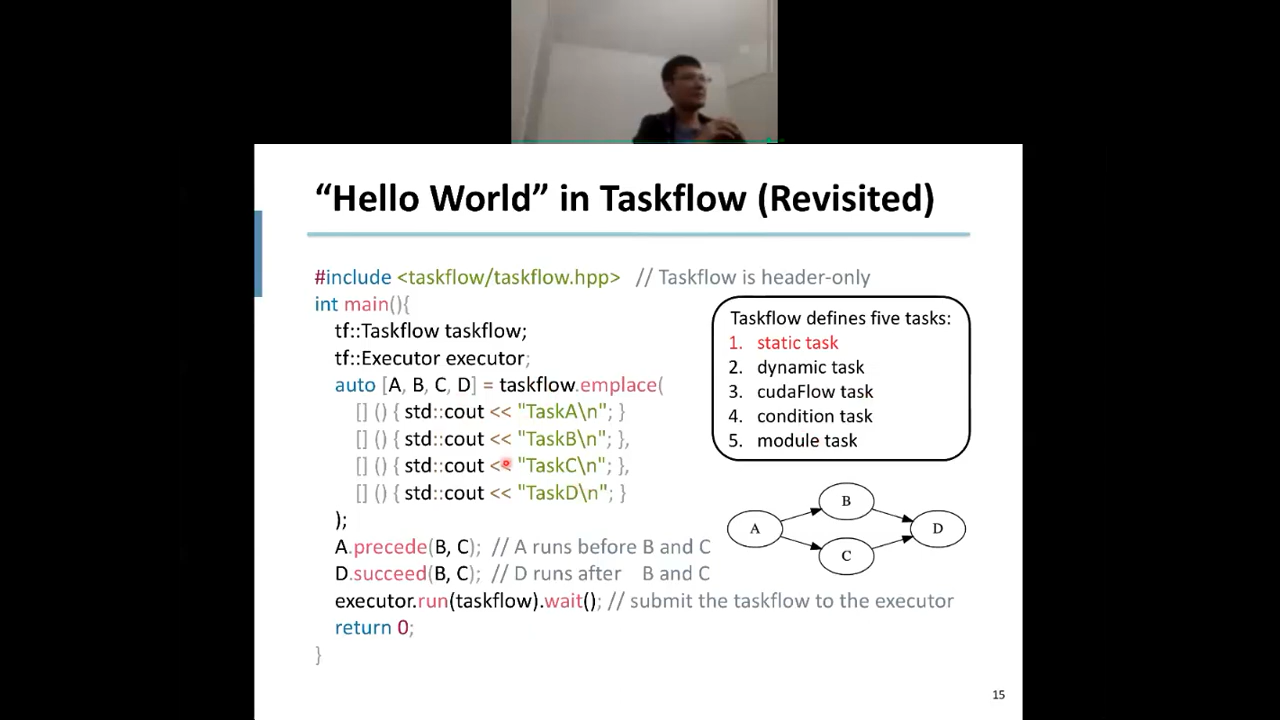 “Hello World” in Taskflow (Revisited)
#include <taskflow/taskflow.hpp> // Taskflow is header-only
int main(){
tf::Taskflow taskflow;
tf::Executor executor;
auto [A, B, C, D] = taskflow.emplace(
[] () { std::cout << "TaskA\n"; }
[] () { std::cout << "TaskB\n"; },
[] () { std::cout << "TaskC\n"; },
[] () { std::cout << "TaskD\n"; }
);
A.precede(B, C); // A runs before B and C
D.succeed(B, C); // D runs after B and C
executor.run(taskflow).wait(); // submit the taskflow to the executor
return 0;
}
Taskflow defines five tasks:
1. static task
2. dynamic task
3. cudaFlow task
4. condition task
5. module task
B
A
D
C
15